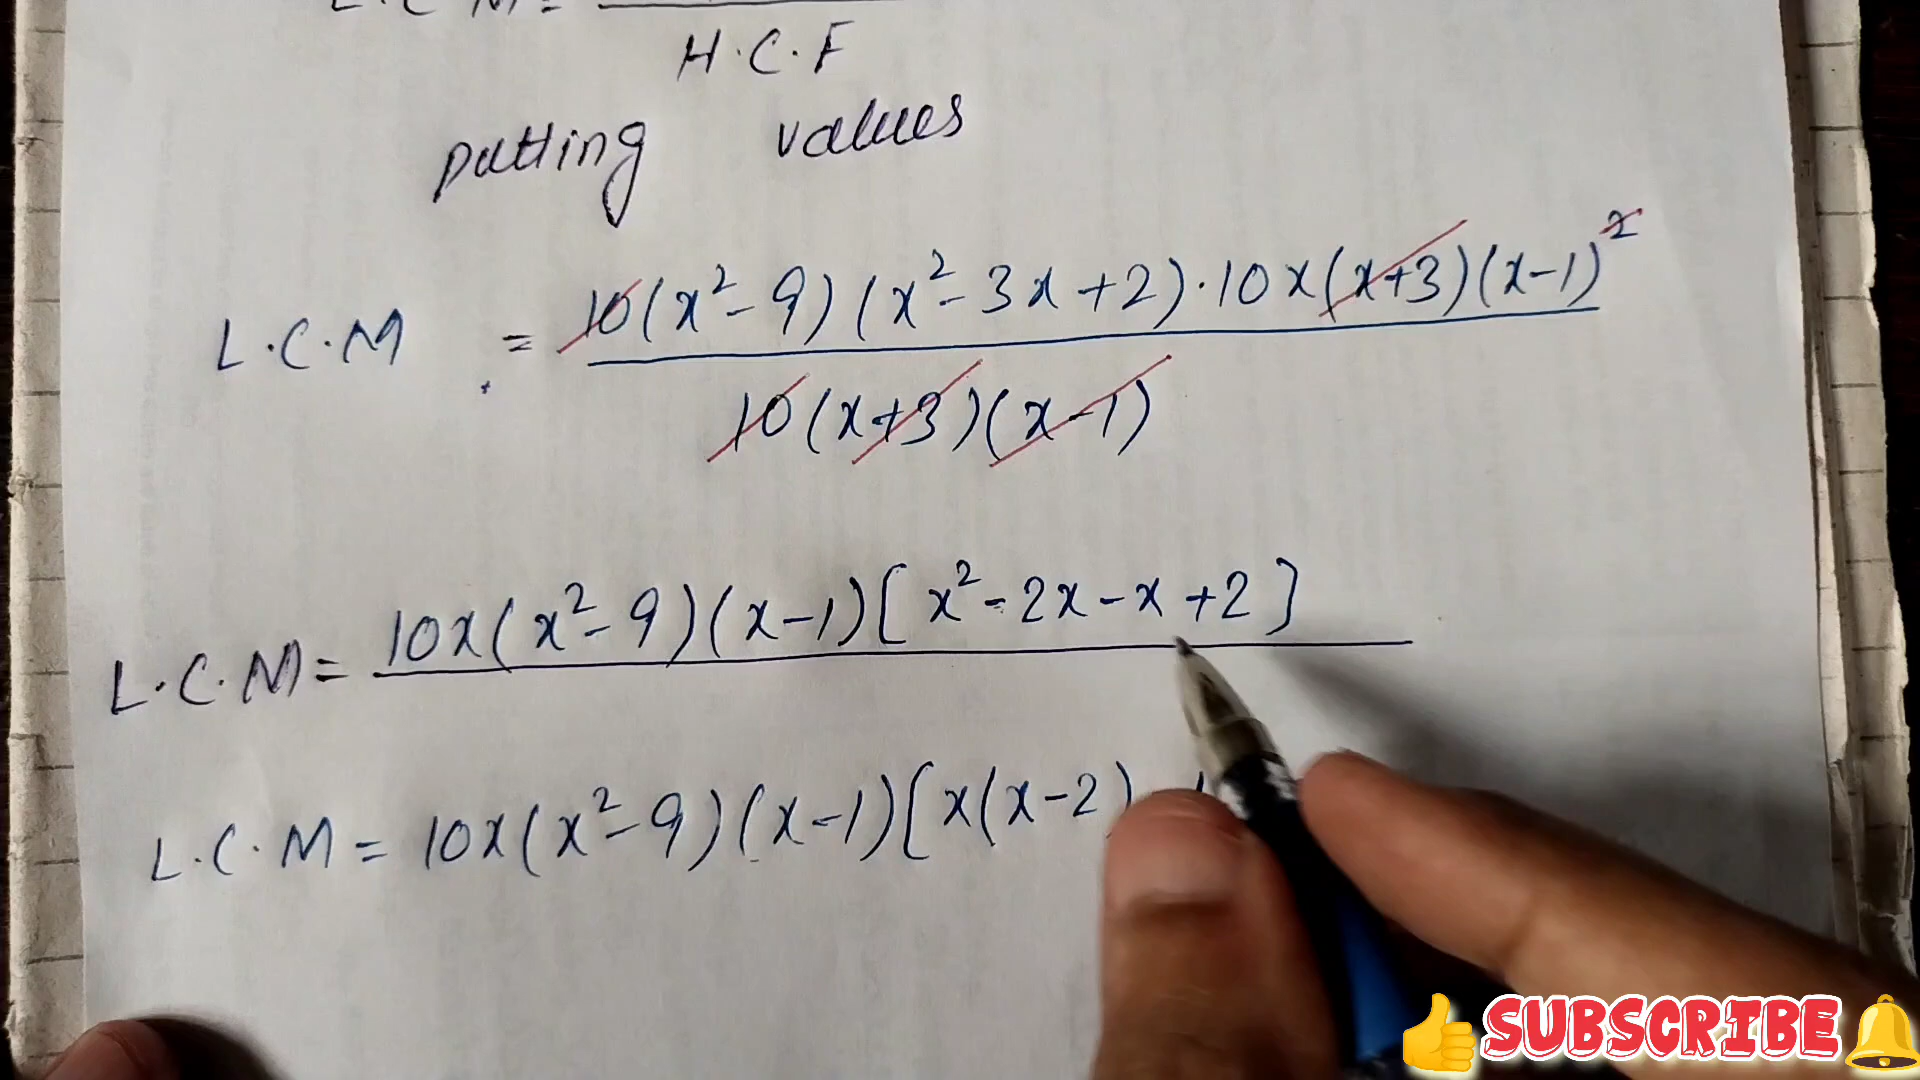 L.C.M =
H.C.F
putting values
L.C.M = 10(x²-9)(x²-3x+2)·10x(x+3)(x-1)²
10(x+3)(x-1)
L.C.M = 10x(x²-9)(x-1)[x²-2x-x+2]
L.C.M = 10x(x²-9)(x-1)[x(x-2)
SUBSCRIBE